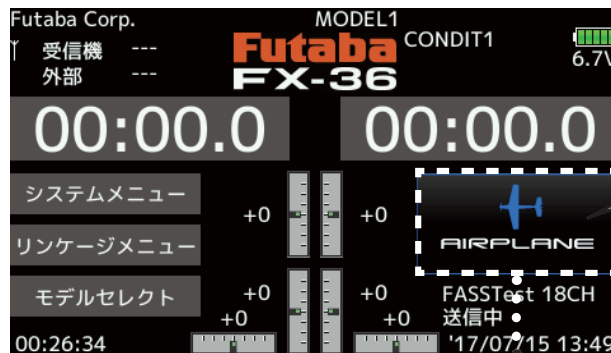 Futaba Corp.
MODEL1
受信機 ---
外部 ---
Futaba
FX-36
CONDIT1
6.7V
00:00.0
00:00.0
システムメニュー
リンケージメニュー
モデルセレクト
+0
+0
AIRPLANE
+0
+0
+0
+0
FASSTest 18CH
送信中
00:26:34
'17/07/15 13:49